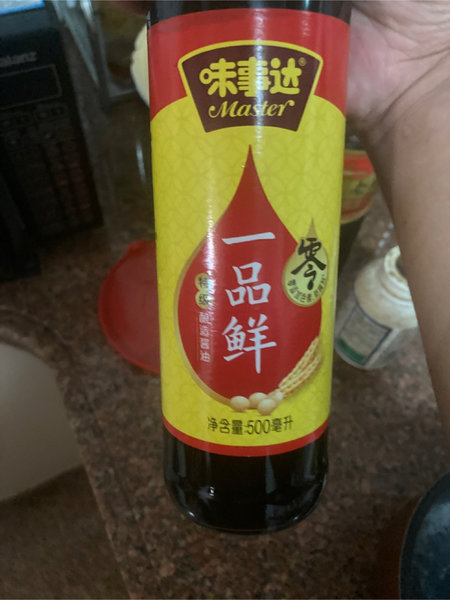 味事达®
Master
一品鲜
特级
酿造酱油
零
净含量:500毫升